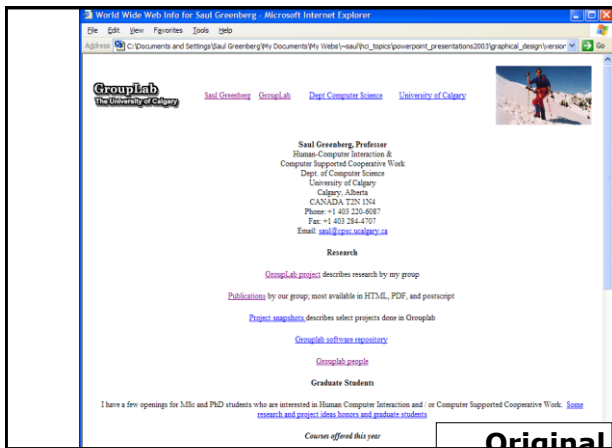 World Wide Web Info for Saul Greenberg - Microsoft Internet Explorer
File Edit View Favorites Tools Help
Address C:\Documents and Settings\Saul Greenberg\My Documents\My Webs\~saul\hci_topics\powerpoint_presentations2003\graphical_design\version Go
GroupLab
The University of Calgary
Saul Greenberg GroupLab Dept Computer Science University of Calgary
Saul Greenberg, Professor
Human-Computer Interaction &
Computer Supported Cooperative Work
Dept. of Computer Science
University of Calgary
Calgary, Alberta
CANADA T2N 1N4
Phone: +1 403 220-6087
Fax: +1 403 284-4707
Email: saul@cpsc.ucalgary.ca
Research
GroupLab project describes research by my group
Publications by our group; most available in HTML, PDF, and postscript
Project snapshots describes select projects done in Grouplab
Grouplab software repository
Grouplab people
Graduate Students
I have a few openings for MSc and PhD students who are interested in Human Computer Interaction and / or Computer Supported Cooperative Work. Some
research and project ideas honors and graduate students
Courses offered this year
Original